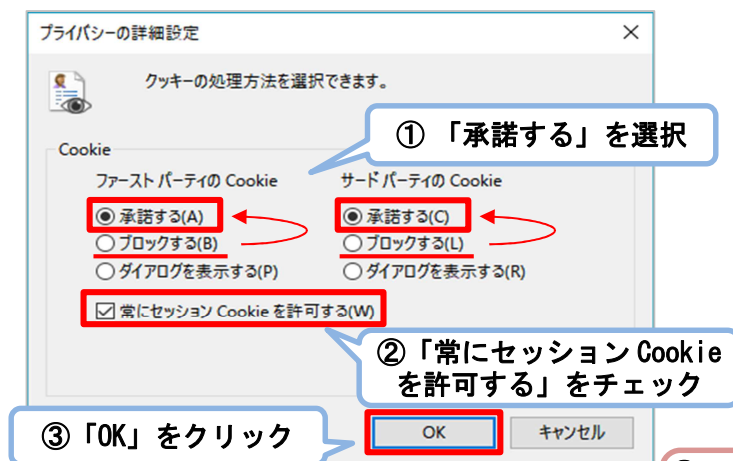 プライバシーの詳細設定
クッキーの処理方法を選択できます。
① 「承諾する」を選択
Cookie
ファースト パーティの Cookie
サード パーティの Cookie
承諾する(A)
承諾する(C)
ブロックする(B)
ブロックする(L)
ダイアログを表示する(P)
ダイアログを表示する(R)
常にセッション Cookie を許可する(W)
②「常にセッション Cookie
を許可する」をチェック
③「OK」をクリック
OK
キャンセル